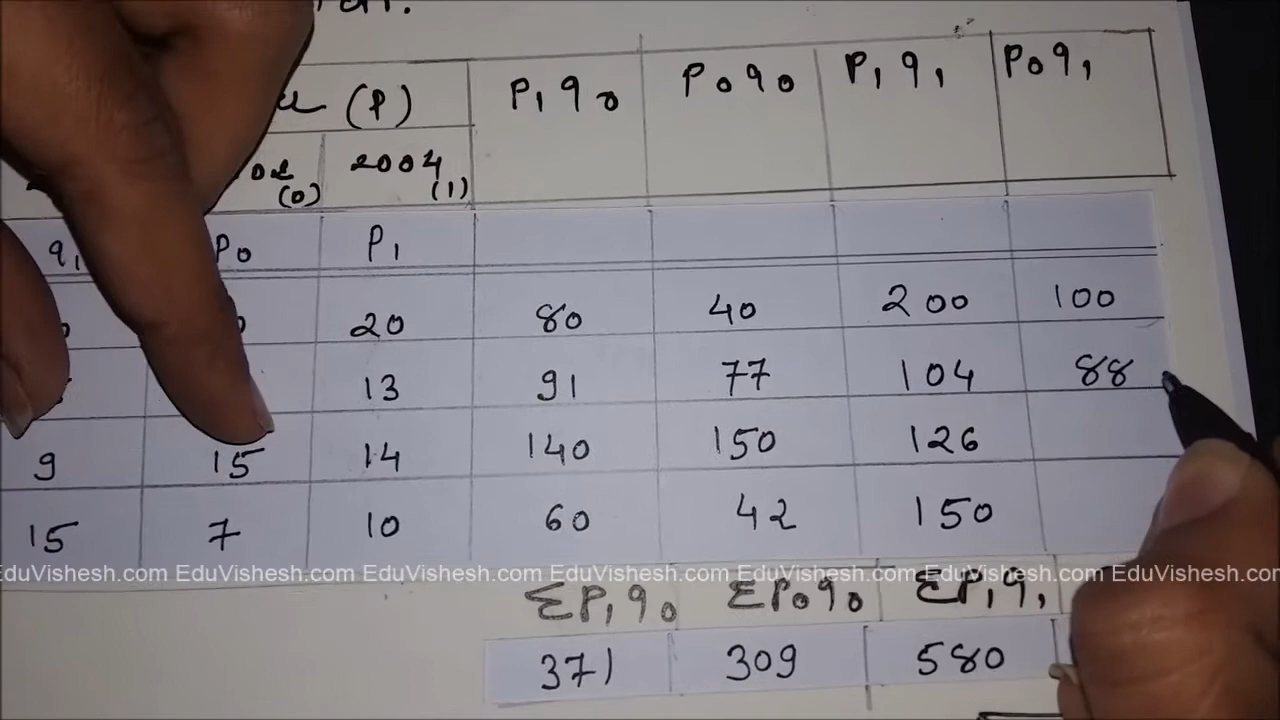 (P) P₁q₀ P₀q₀ P₁q₁ P₀q₁
(0) 2004 (1)
q₁ P₀ P₁
20 80 40 200 100
13 91 77 104 88
9 15 14 140 150 126
15 7 10 60 42 150
EduVishesh.com EduVishesh.com EduVishesh.com EduVishesh.com EduVishesh.com EduVishesh.com EduVishesh.com
ΣP₁q₀ ΣP₀q₀ ΣP₁q₁
371 309 580